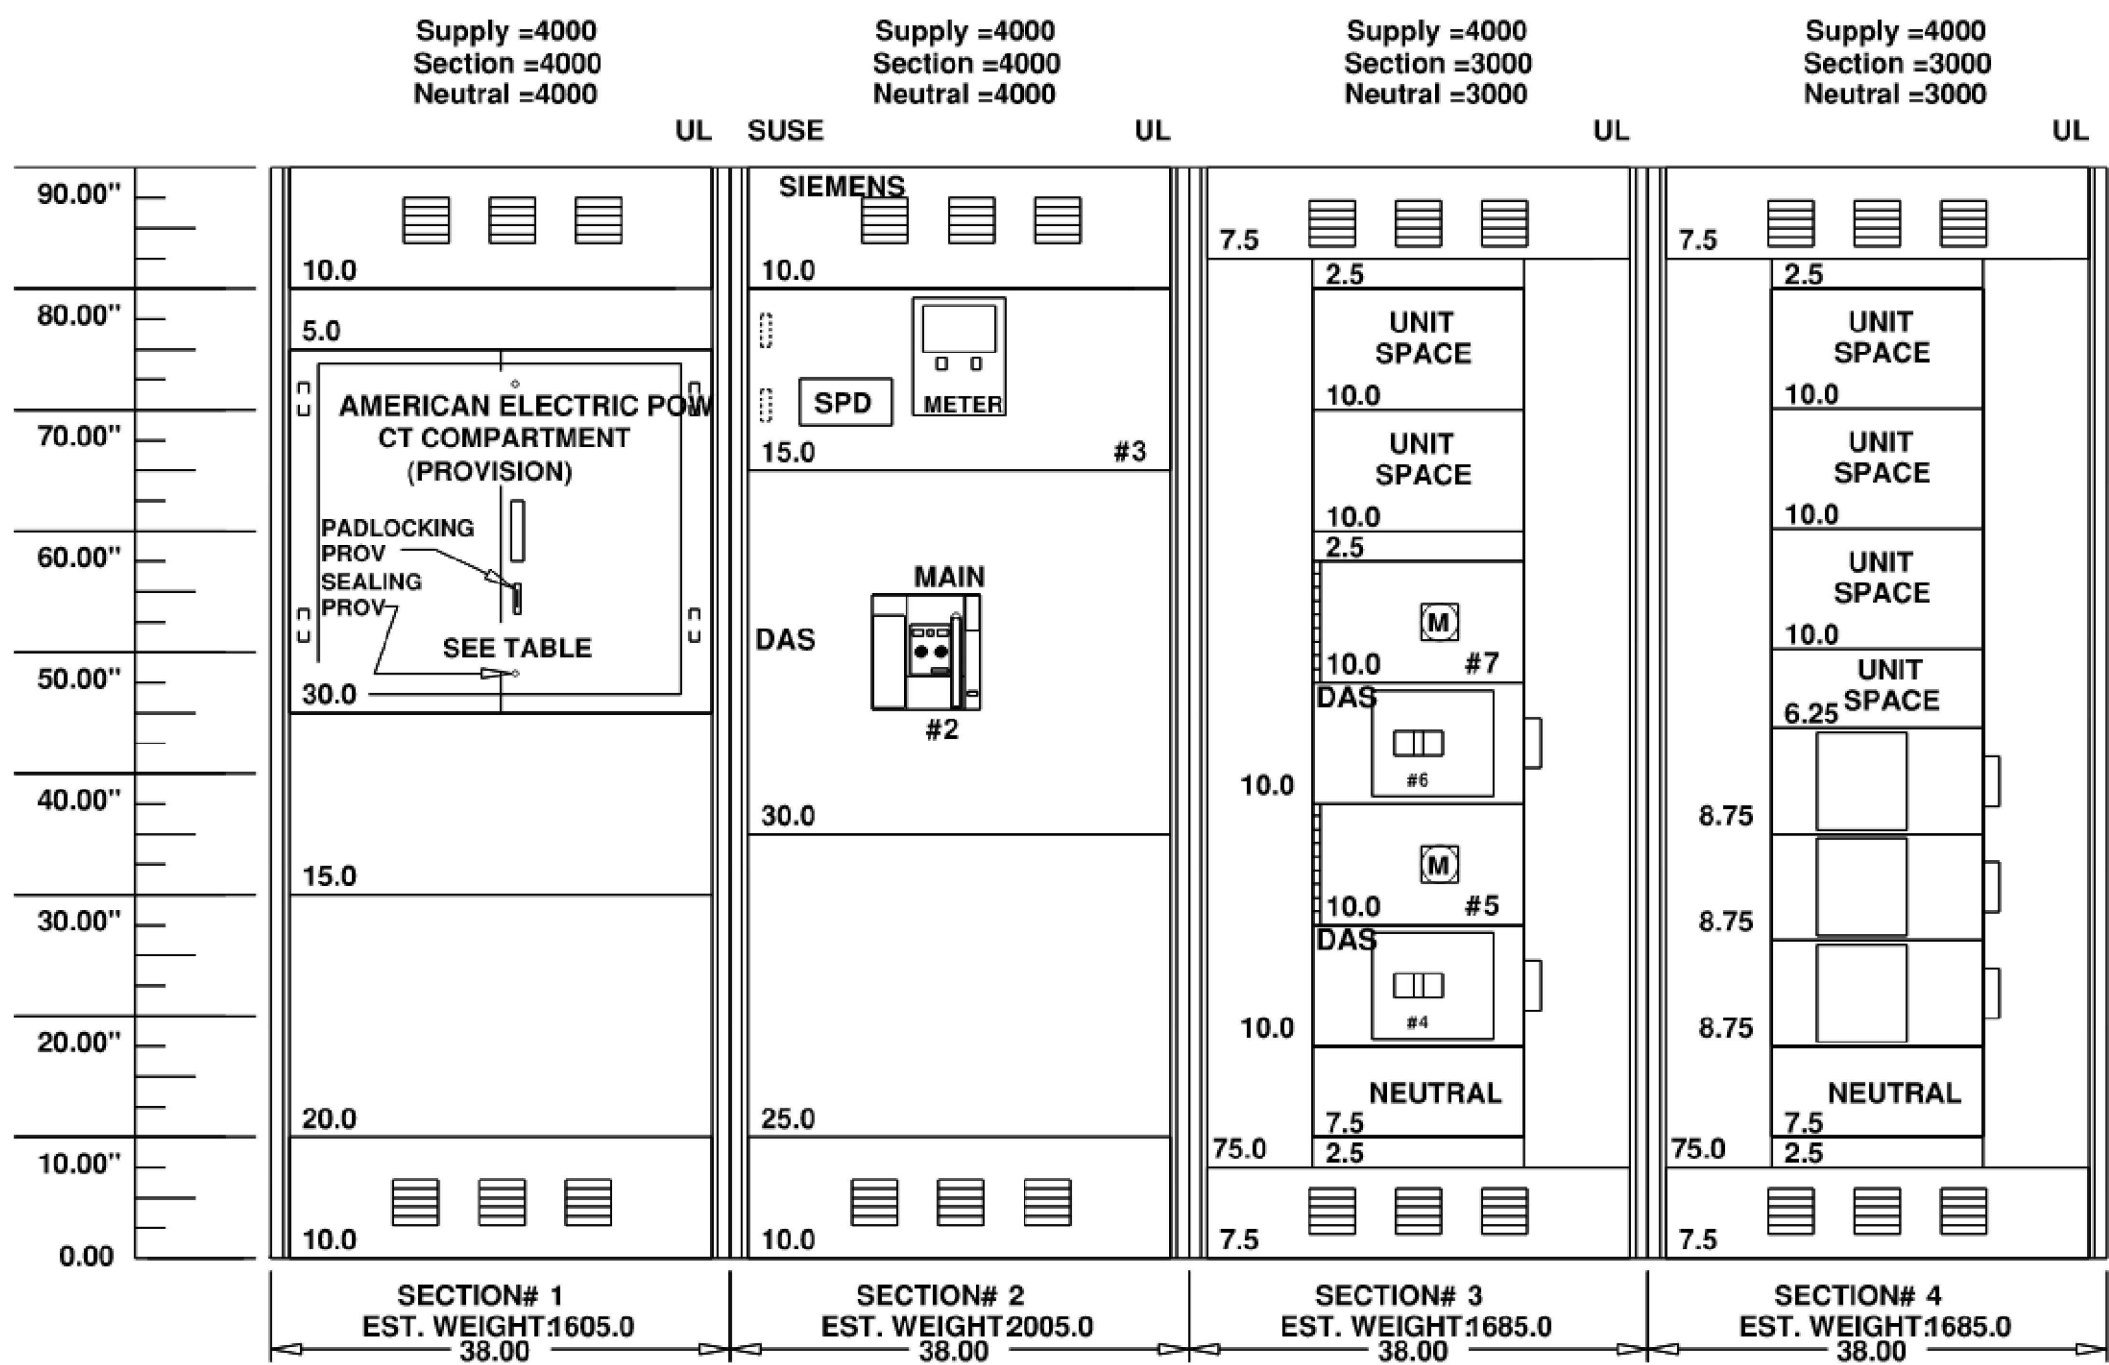 Supply =4000
Section =4000
Neutral =4000
UL
Supply =4000
Section =4000
Neutral =4000
SUSE
UL
Supply =4000
Section =3000
Neutral =3000
UL
Supply =4000
Section =3000
Neutral =3000
UL
90.00"
80.00"
70.00"
60.00"
50.00"
40.00"
30.00"
20.00"
10.00"
0.00
10.0
5.0
AMERICAN ELECTRIC POW
CT COMPARTMENT
(PROVISION)
PADLOCKING
PROV
SEALING
PROV
SEE TABLE
30.0
15.0
20.0
10.0
SIEMENS
10.0
SPD
METER
15.0
#3
MAIN
DAS
#2
30.0
25.0
10.0
7.5
2.5
UNIT
SPACE
10.0
UNIT
SPACE
10.0
2.5
M
10.0
#7
DAS
#6
10.0
M
10.0
#5
DAS
#4
10.0
NEUTRAL
7.5
75.0
2.5
7.5
7.5
2.5
UNIT
SPACE
10.0
UNIT
SPACE
10.0
UNIT
SPACE
10.0
UNIT
SPACE
6.25
8.75
8.75
8.75
NEUTRAL
7.5
75.0
2.5
7.5
SECTION# 1
EST. WEIGHT:1605.0
38.00
SECTION# 2
EST. WEIGHT:2005.0
38.00
SECTION# 3
EST. WEIGHT:1685.0
38.00
SECTION# 4
EST. WEIGHT:1685.0
38.00